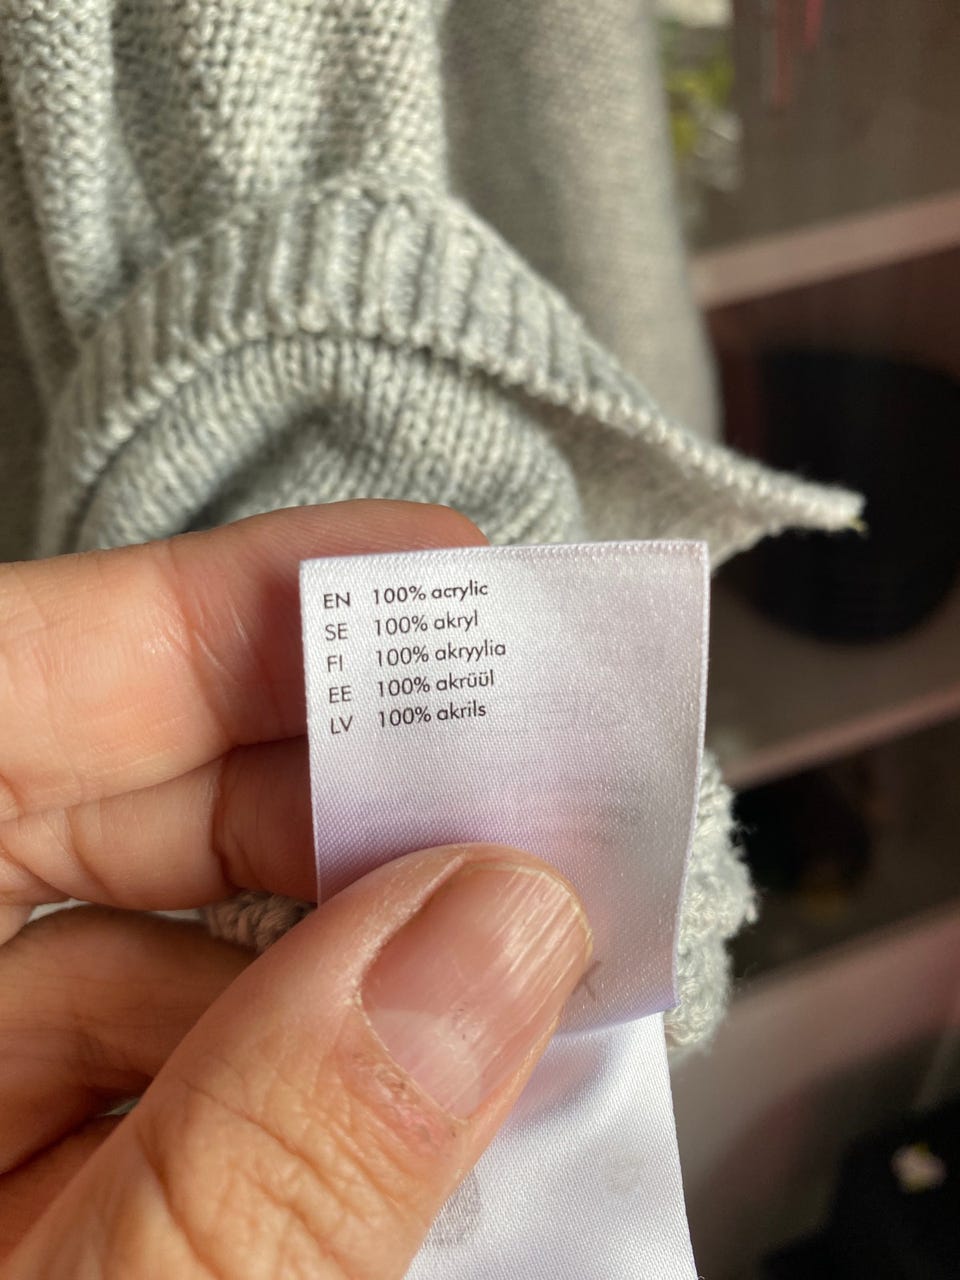 EN 100% acrylic
SE 100% akryl
FI 100% akryylia
EE 100% akrüül
LV 100% akrils